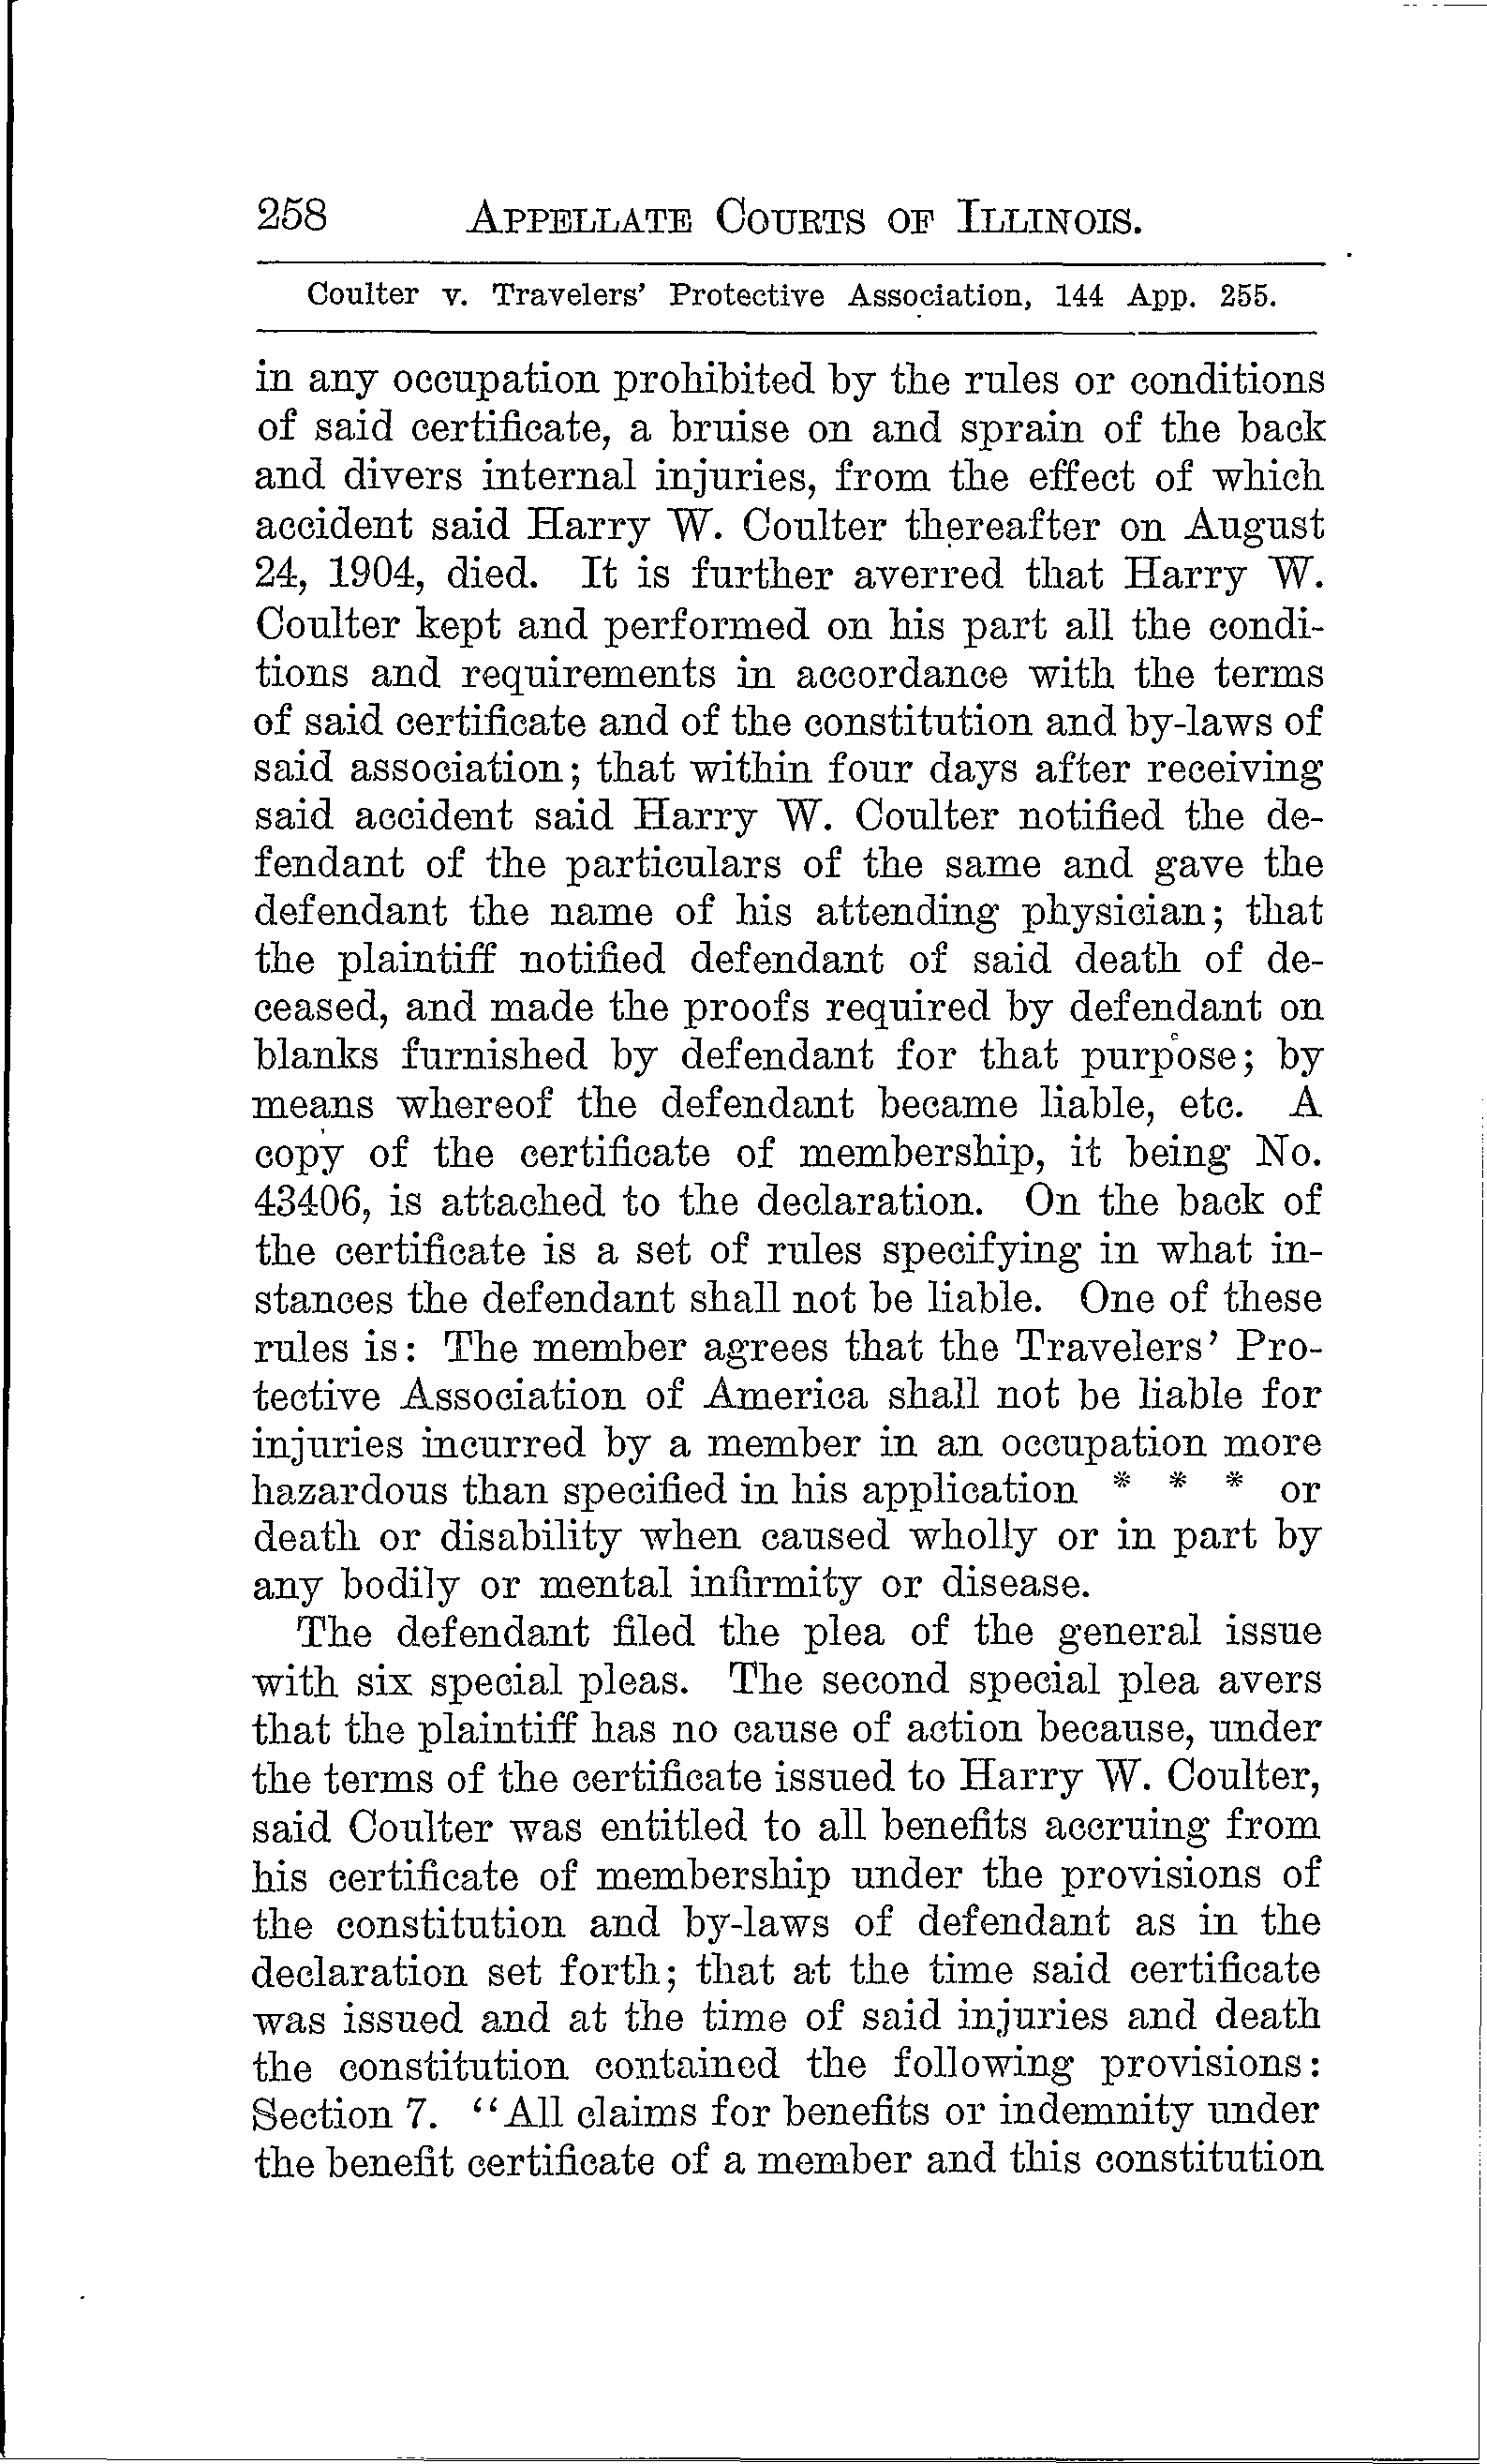 258 APPELLATE COURTS OF ILLINOIS.
Coulter v. Travelers' Protective Association, 144 App. 255.
in any occupation prohibited by the rules or conditions
of said certificate, a bruise on and sprain of the back
and divers internal injuries, from the effect of which
accident said Harry W. Coulter thereafter on August
24, 1904, died. It is further averred that Harry W.
Coulter kept and performed on his part all the condi-
tions and requirements in accordance with the terms
of said certificate and of the constitution and by-laws of
said association; that within four days after receiving
said accident said Harry W. Coulter notified the de-
fendant of the particulars of the same and gave the
defendant the name of his attending physician; that
the plaintiff notified defendant of said death of de-
ceased, and made the proofs required by defendant on
blanks furnished by defendant for that purpose; by
means whereof the defendant became liable, etc. A
copy of the certificate of membership, it being No.
43406, is attached to the declaration. On the back of
the certificate is a set of rules specifying in what in-
stances the defendant shall not be liable. One of these
rules is: The member agrees that the Travelers' Pro-
tective Association of America shall not be liable for
injuries incurred by a member in an occupation more
hazardous than specified in his application * * * or
death or disability when caused wholly or in part by
any bodily or mental infirmity or disease.
The defendant filed the plea of the general issue
with six special pleas. The second special plea avers
that the plaintiff has no cause of action because, under
the terms of the certificate issued to Harry W. Coulter,
said Coulter was entitled to all benefits accruing from
his certificate of membership under the provisions of
the constitution and by-laws of defendant as in the
declaration set forth; that at the time said certificate
was issued and at the time of said injuries and death
the constitution contained the following provisions:
Section 7. "All claims for benefits or indemnity under
the benefit certificate of a member and this constitution